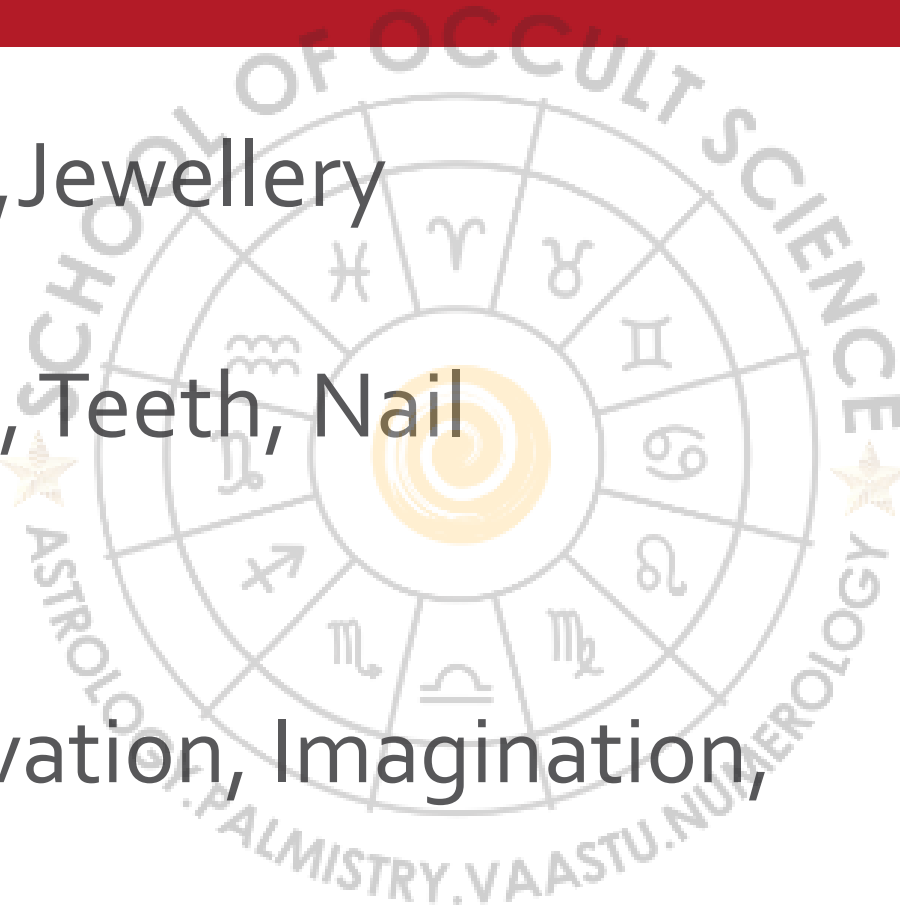 SCHOOL OF OCCULT SCIENCE
,Jewellery
, Teeth, Nail
vation, Imagination,
ASTROLOGY.PALMISTRY.VAASTU.NUMEROLOGY